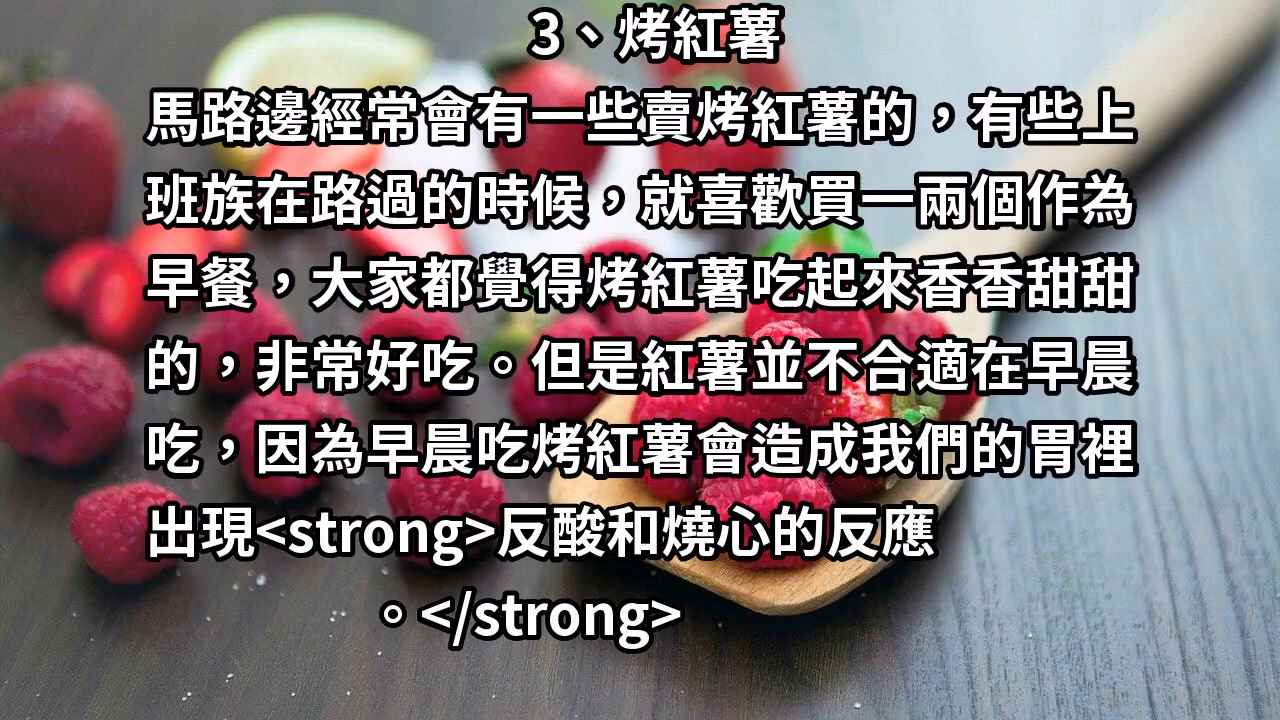 3、烤紅薯
馬路邊經常會有一些賣烤紅薯的，有些上
班族在路過的時候，就喜歡買一兩個作為
早餐，大家都覺得烤紅薯吃起來香香甜甜
的，非常好吃。但是紅薯並不合適在早晨
吃，因為早晨吃烤紅薯會造成我們的胃裡
出現<strong>反酸和燒心的反應
。</strong>